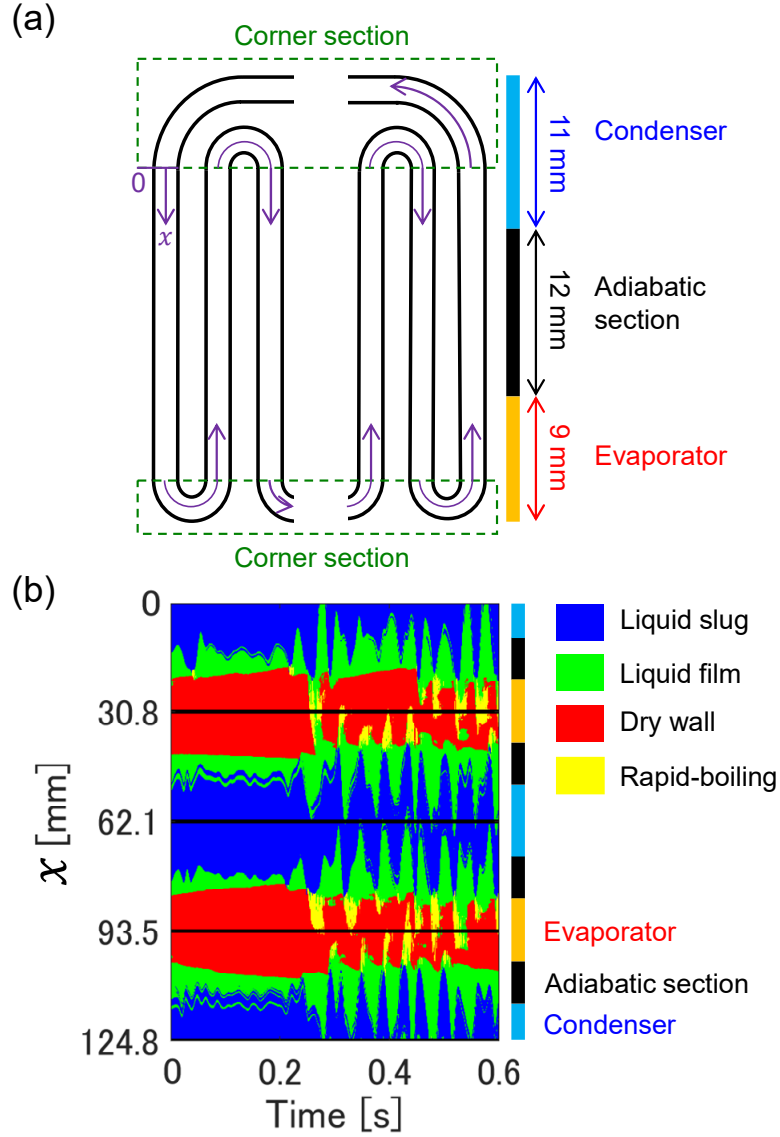 (a)
Corner section
0
x
11 mm
Condenser
12 mm
Adiabatic
section
9 mm
Evaporator
Corner section
(b)
0
30.8
62.1
93.5
124.8
x [mm]
0
0.2
0.4
0.6
Time [s]
Liquid slug
Liquid film
Dry wall
Rapid-boiling
Evaporator
Adiabatic section
Condenser